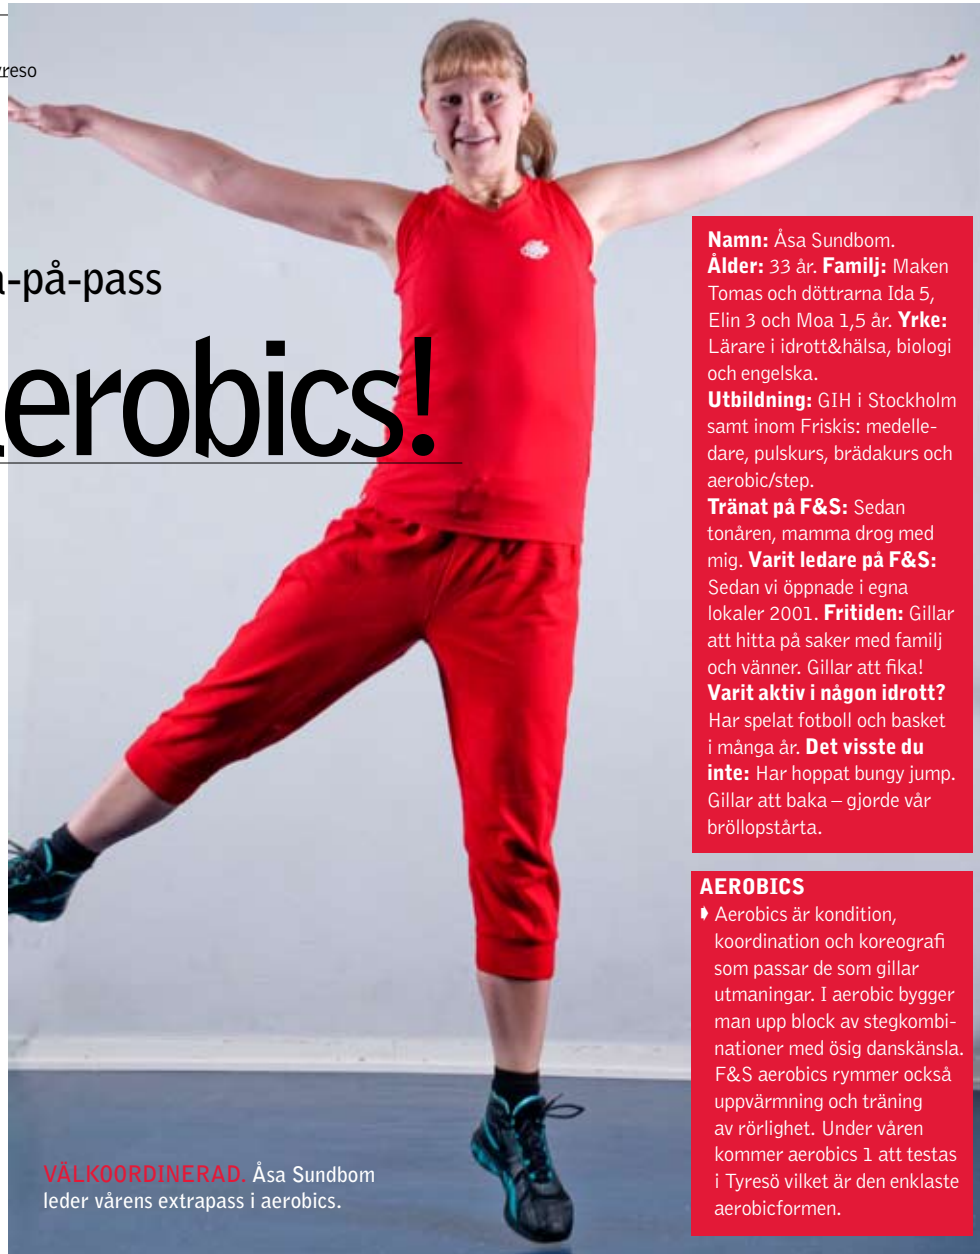 -på-pass
erobics!
Namn: Åsa Sundbom.
Ålder: 33 år. Familj: Maken
Tomas och döttrarna Ida 5,
Elin 3 och Moa 1,5 år. Yrke:
Lärare i idrott&hälsa, biologi
och engelska.
Utbildning: GIH i Stockholm
samt inom Friskis: medelle-
dare, pulskurs, brädakurs och
aerobic/step.
Tränat på F&S: Sedan
tonåren, mamma drog med
mig. Varit ledare på F&S:
Sedan vi öppnade i egna
lokaler 2001. Fritiden: Gillar
att hitta på saker med familj
och vänner. Gillar att fika!
Varit aktiv i någon idrott?
Har spelat fotboll och basket
i många år. Det visste du
inte: Har hoppat bungy jump.
Gillar att baka – gjorde vår
bröllopstårta.
AEROBICS
Aerobics är kondition,
koordination och koreografi
som passar de som gillar
utmaningar. I aerobic bygger
man upp block av stegkombi-
nationer med ösig danskänsla.
F&S aerobics rymmer också
uppvärmning och träning
av rörlighet. Under våren
kommer aerobics 1 att testas
i Tyresö vilket är den enklaste
aerobicformen.
VÄLKOORDINERAD. Åsa Sundbom
leder vårens extrapass i aerobics.